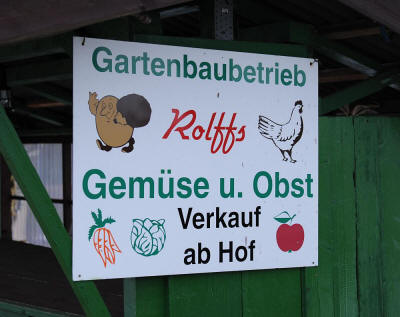 Gartenbaubetrieb
Rolffs
Gemüse u. Obst
Verkauf
ab Hof